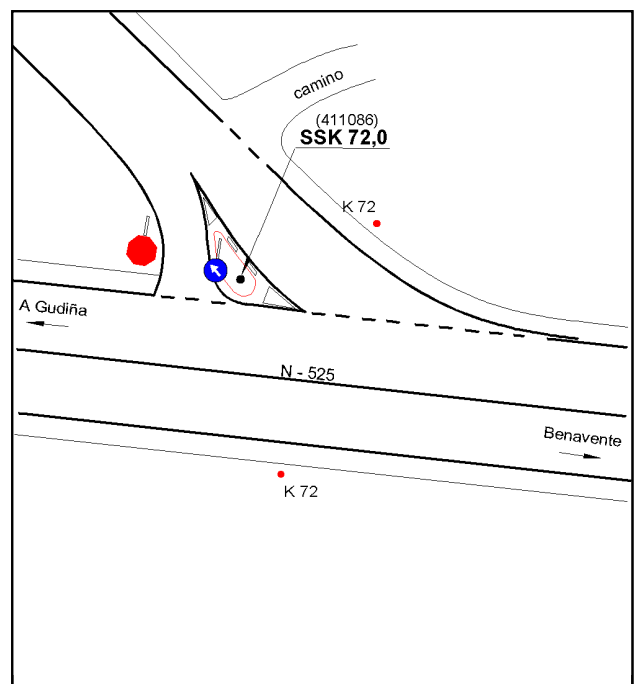 camino
(411086)
SSK 72,0
K 72
A Gudiña
N - 525
Benavente
K 72